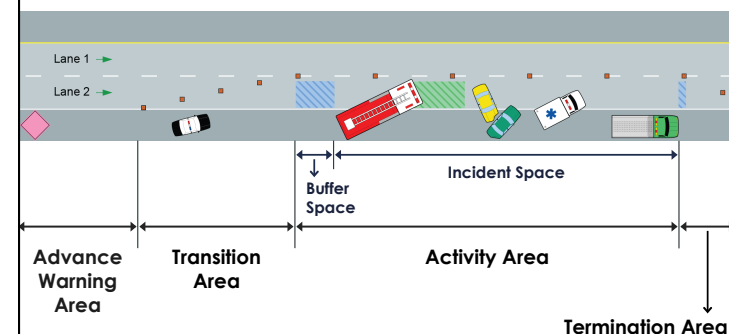 Lane 1
Lane 2
Incident Space
Buffer
Space
Advance
Warning
Area
Transition
Area
Activity Area
Termination Area